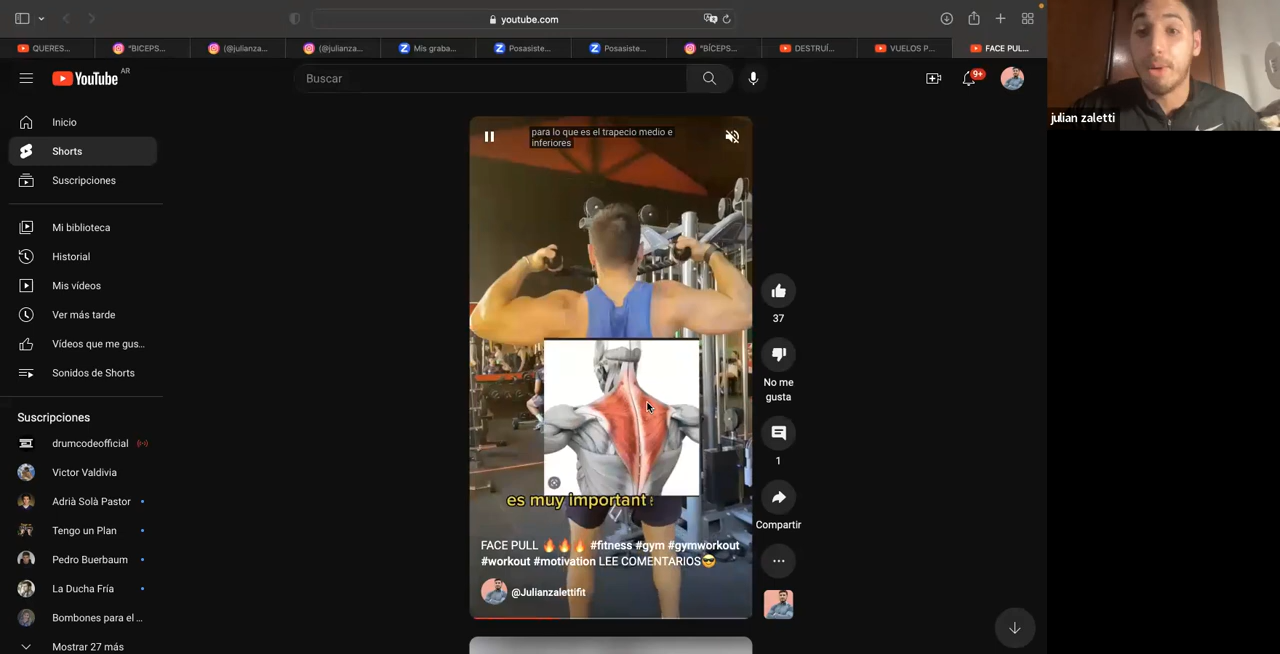 youtube.com
QUERES...
"BICEPS...
(@julianza...
(@julianza...
Mis graba...
Posasiste...
Posasiste...
"BÍCEPS...
DESTRUÍ...
VUELOS P...
FACE PUL...
YouTube AR
Buscar
9+
julian zaletti
Inicio
Shorts
Suscripciones
Mi biblioteca
Historial
Mis vídeos
Ver más tarde
Vídeos que me gus...
Sonidos de Shorts
Suscripciones
drumcodeofficial
Victor Valdivia
Adrià Solà Pastor
Tengo un Plan
Pedro Buerbaum
La Ducha Fría
Bombones para el ...
Mostrar 27 más
para lo que es el trapecio medio e
inferiores
es muy important
FACE PULL 🔥🔥🔥 #fitness #gym #gymworkout
#workout #motivation LEE COMENTARIOS😎
@Julianzalettifit
37
No me
gusta
1
Compartir